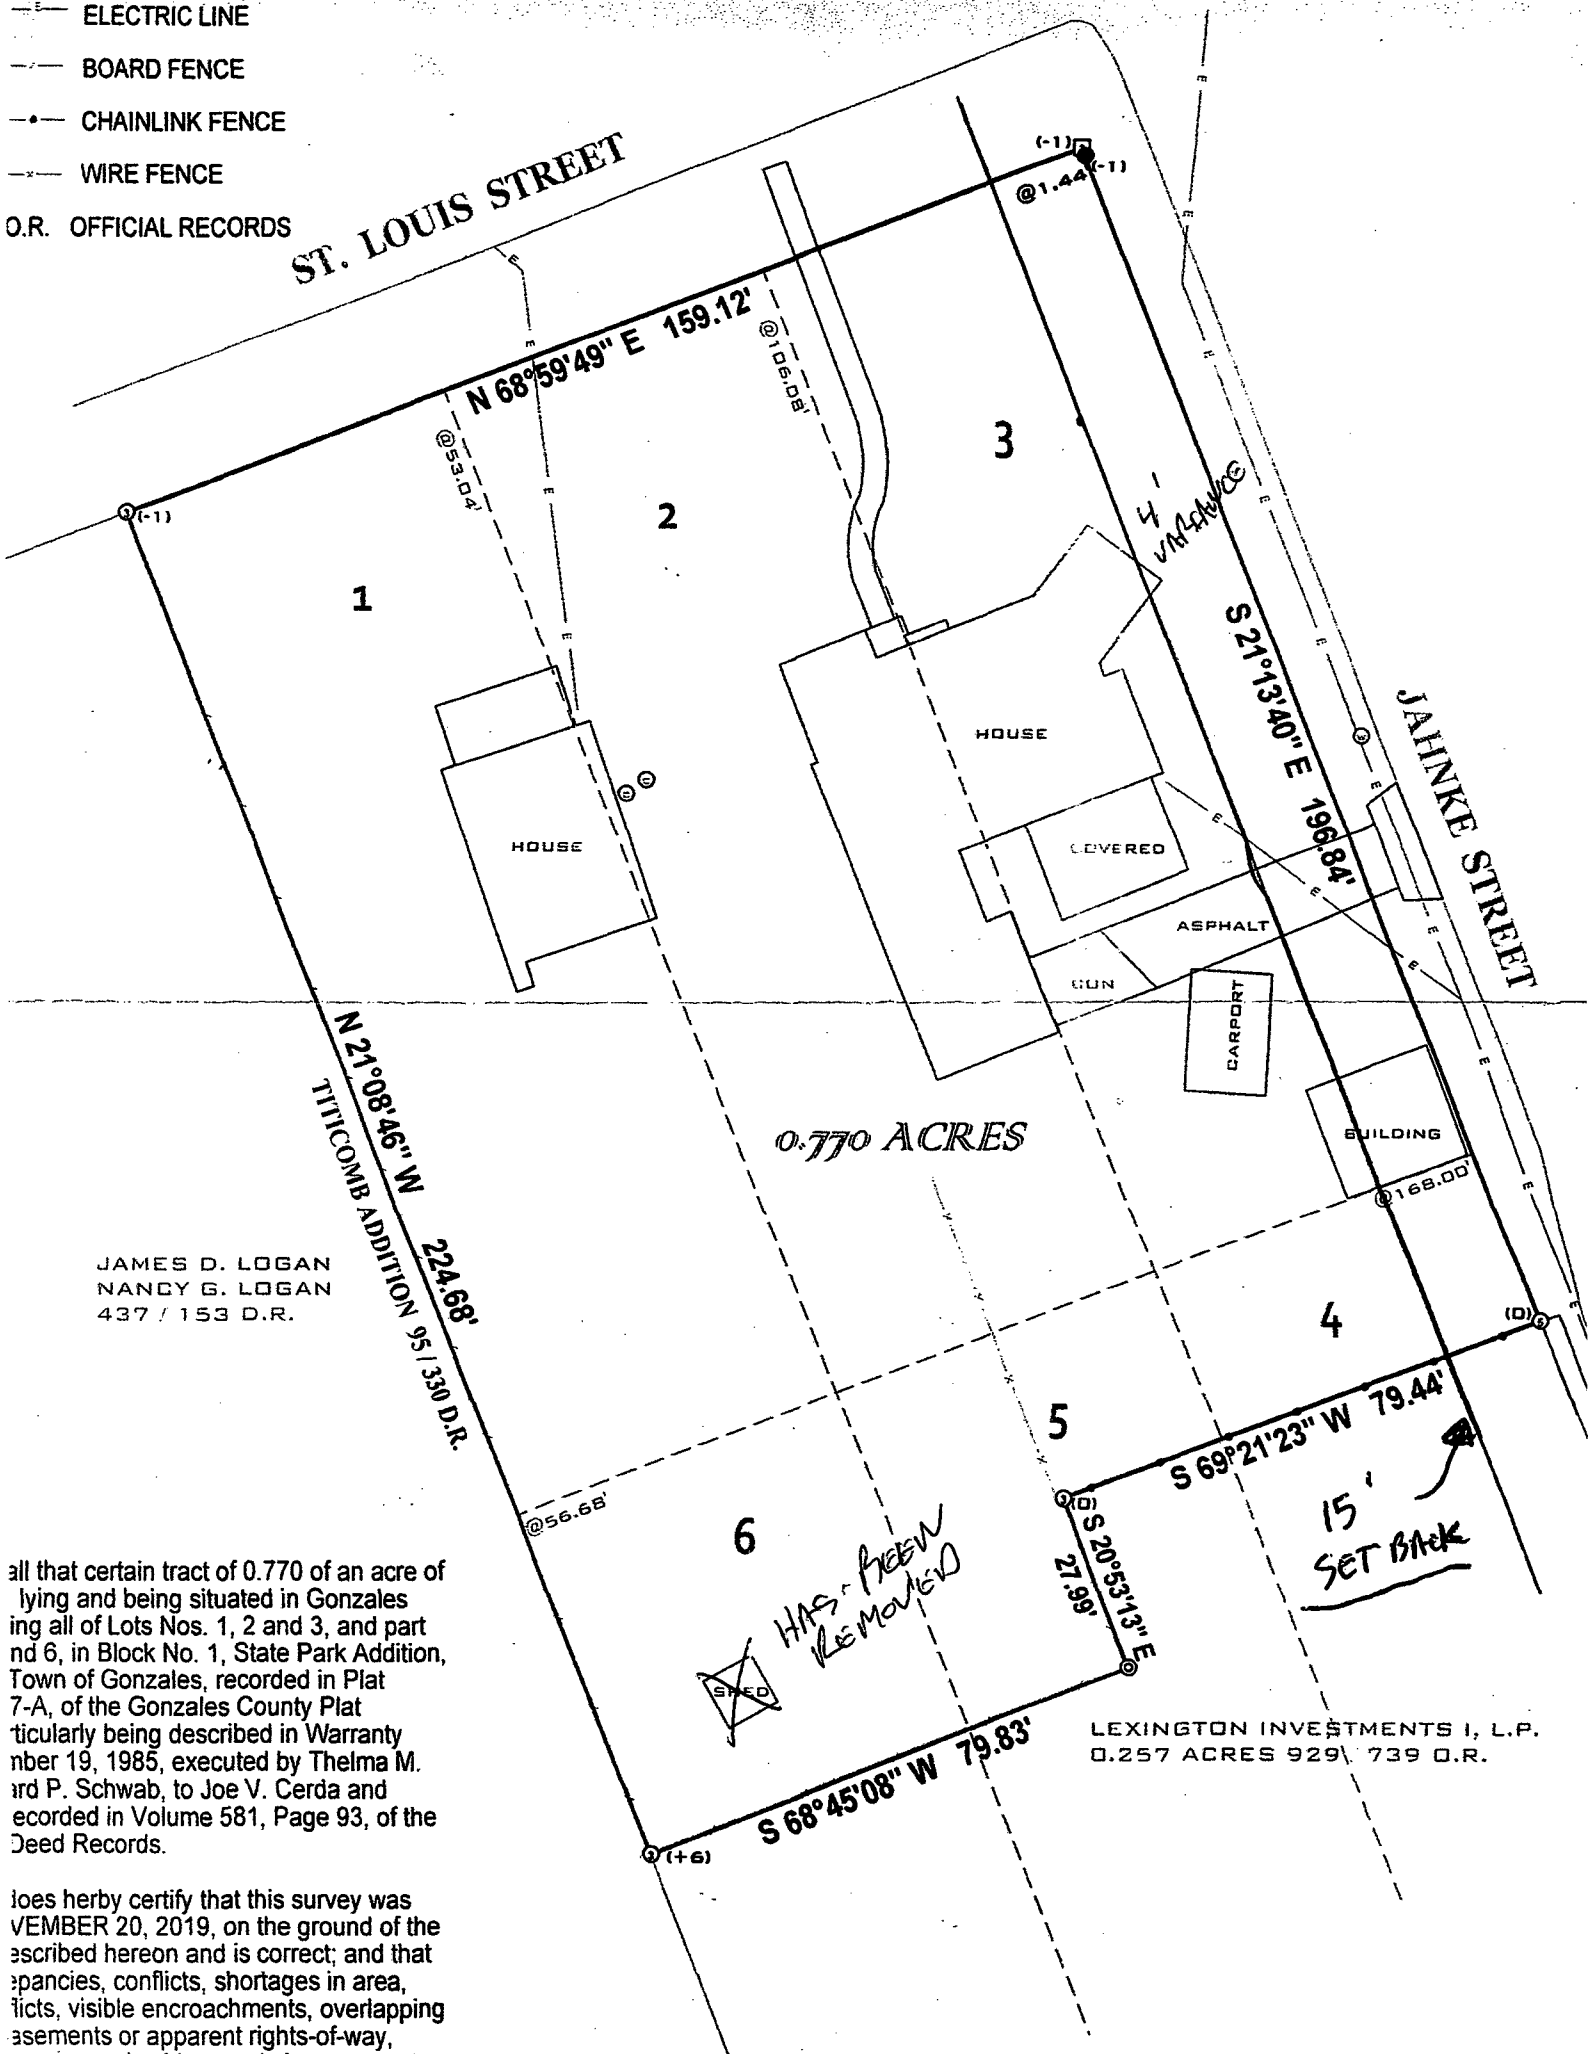 ELECTRIC LINE
BOARD FENCE
CHAINLINK FENCE
WIRE FENCE
O.R. OFFICIAL RECORDS
ST. LOUIS STREET
(-1)
(-1)
@1.44'
N 68°59'49" E 159.12'
@106.08'
@53.04'
(-1)
1
2
3
4'
VARIANCE
S 21°13'40" E 196.84'
JAHNKE STREET
HOUSE
HOUSE
COVERED
ASPHALT
CON
CARPORT
BUILDING
@168.00'
N 21°08'46" W 224.68'
TITICOMB ADDITION 95 / 330 D.R.
0.770 ACRES
JAMES D. LOGAN
NANCY G. LOGAN
437 / 153 D.R.
4
(0)
5
S 69°21'23" W 79.44'
(0)
S 20°53'13" E
27.99'
15'
SET BACK
@56.68'
6
HAS BEEN
REMOVED
SHED
S 68°45'08" W 79.83'
(+6)
LEXINGTON INVESTMENTS I, L.P.
0.257 ACRES 929 \ 739 O.R.
all that certain tract of 0.770 of an acre of
lying and being situated in Gonzales
ing all of Lots Nos. 1, 2 and 3, and part
nd 6, in Block No. 1, State Park Addition,
Town of Gonzales, recorded in Plat
7-A, of the Gonzales County Plat
ticularly being described in Warranty
nber 19, 1985, executed by Thelma M.
ard P. Schwab, to Joe V. Cerda and
ecorded in Volume 581, Page 93, of the
Deed Records.
does herby certify that this survey was
VEMBER 20, 2019, on the ground of the
escribed hereon and is correct; and that
epancies, conflicts, shortages in area,
licts, visible encroachments, overlapping
asements or apparent rights-of-way,